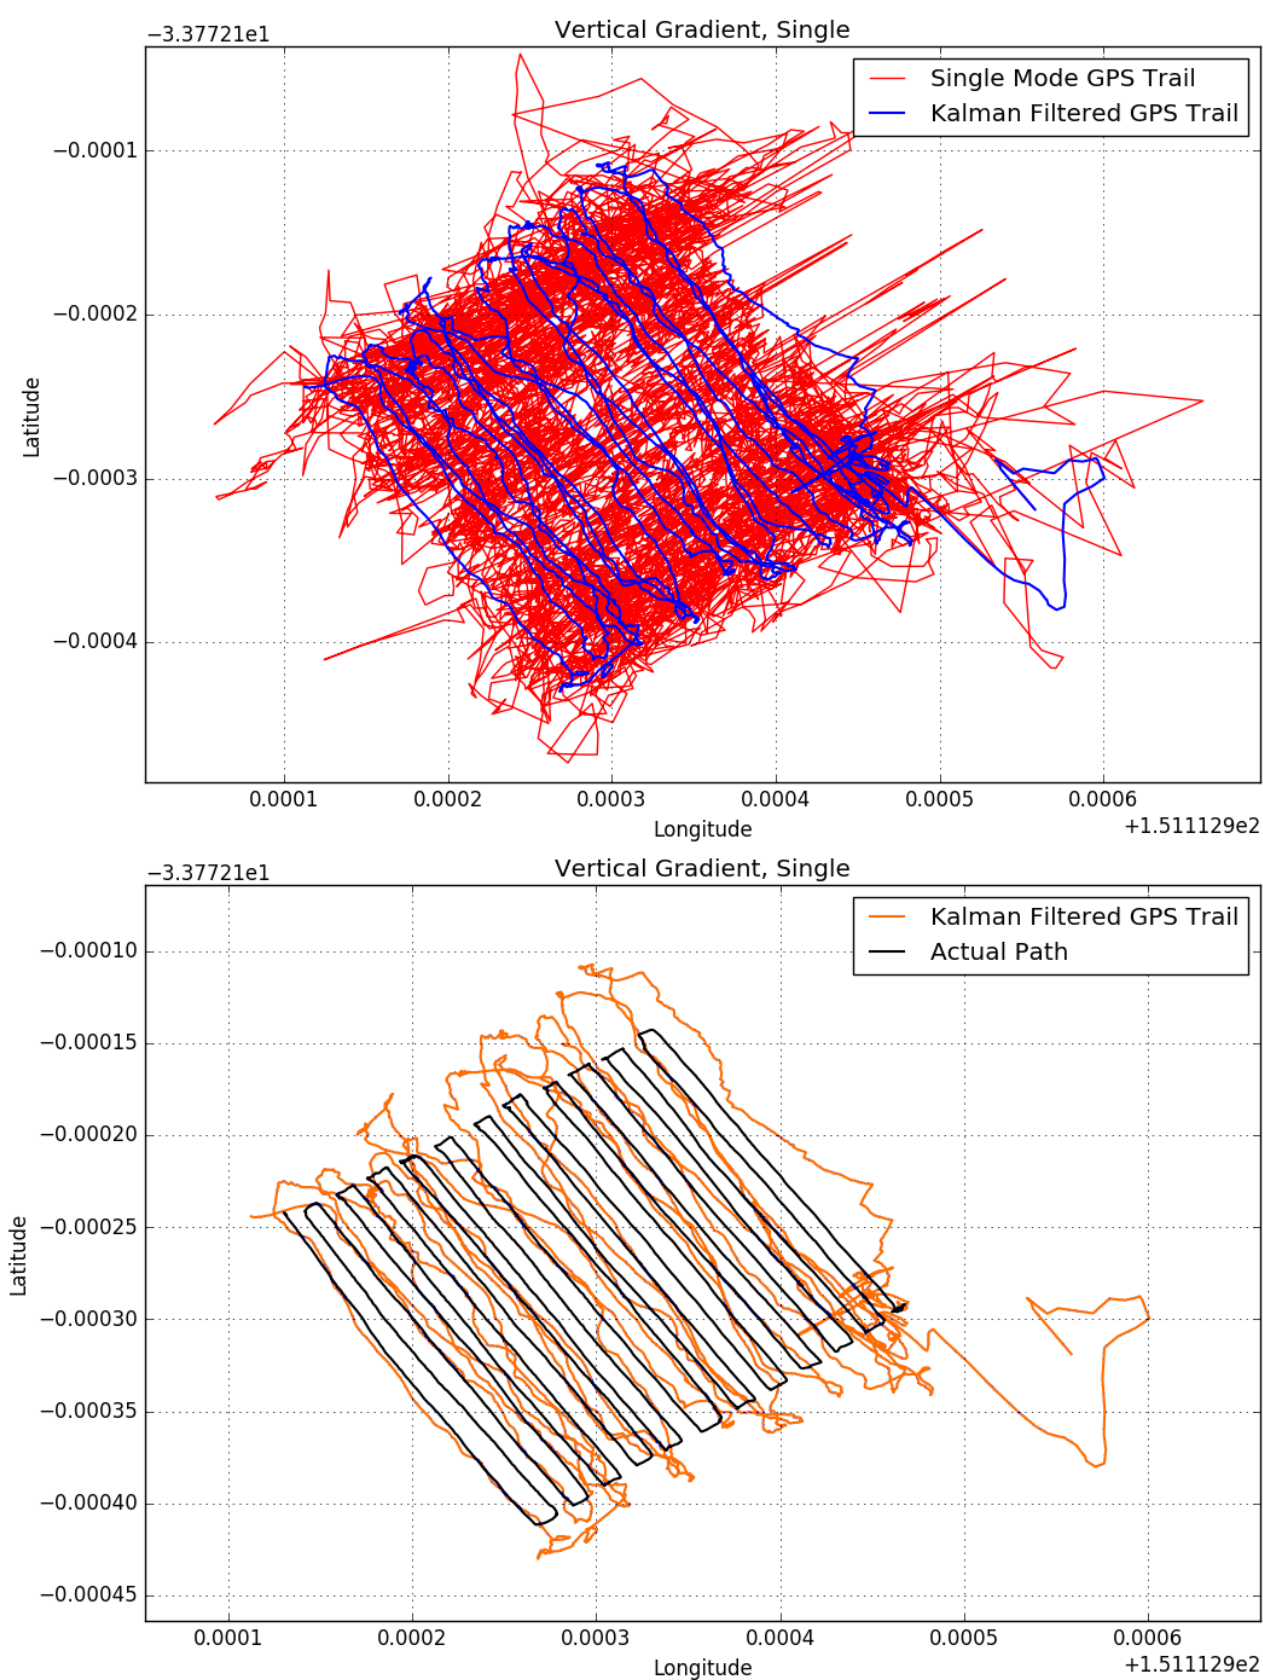 Vertical Gradient, Single
−3.37721e1
Single Mode GPS Trail
Kalman Filtered GPS Trail
−0.0001
−0.0002
−0.0003
−0.0004
Latitude
0.0001 0.0002 0.0003 0.0004 0.0005 0.0006
Longitude
+1.511129e2
Vertical Gradient, Single
−3.37721e1
Kalman Filtered GPS Trail
Actual Path
−0.00010
−0.00015
−0.00020
−0.00025
−0.00030
−0.00035
−0.00040
−0.00045
Latitude
0.0001 0.0002 0.0003 0.0004 0.0005 0.0006
Longitude
+1.511129e2